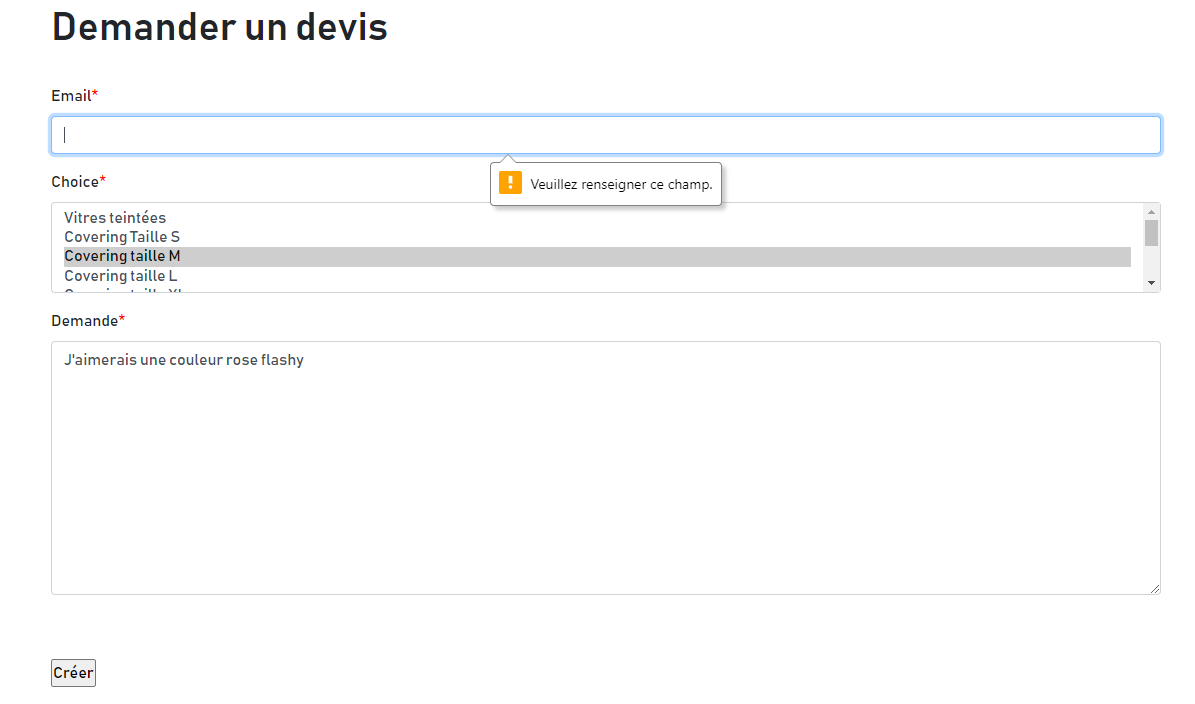 Demander un devis
Email*
Veuillez renseigner ce champ.
Choice*
Vitres teintées
Covering Taille S
Covering taille M
Covering taille L
Demande*
J'aimerais une couleur rose flashy
Créer